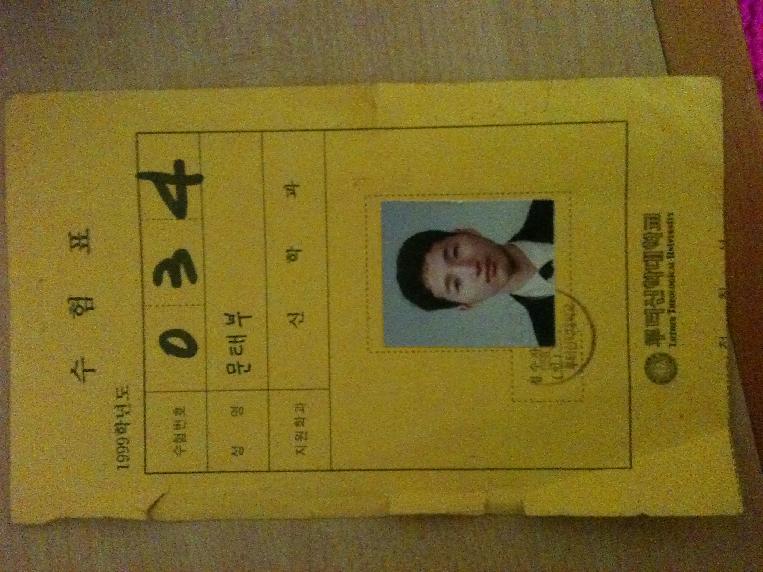 1999학년도
수 험 표
수험번호 0 3 4
성 명 문태부
지원학과 신 학 과
루터신학대학교
Luther Theological University